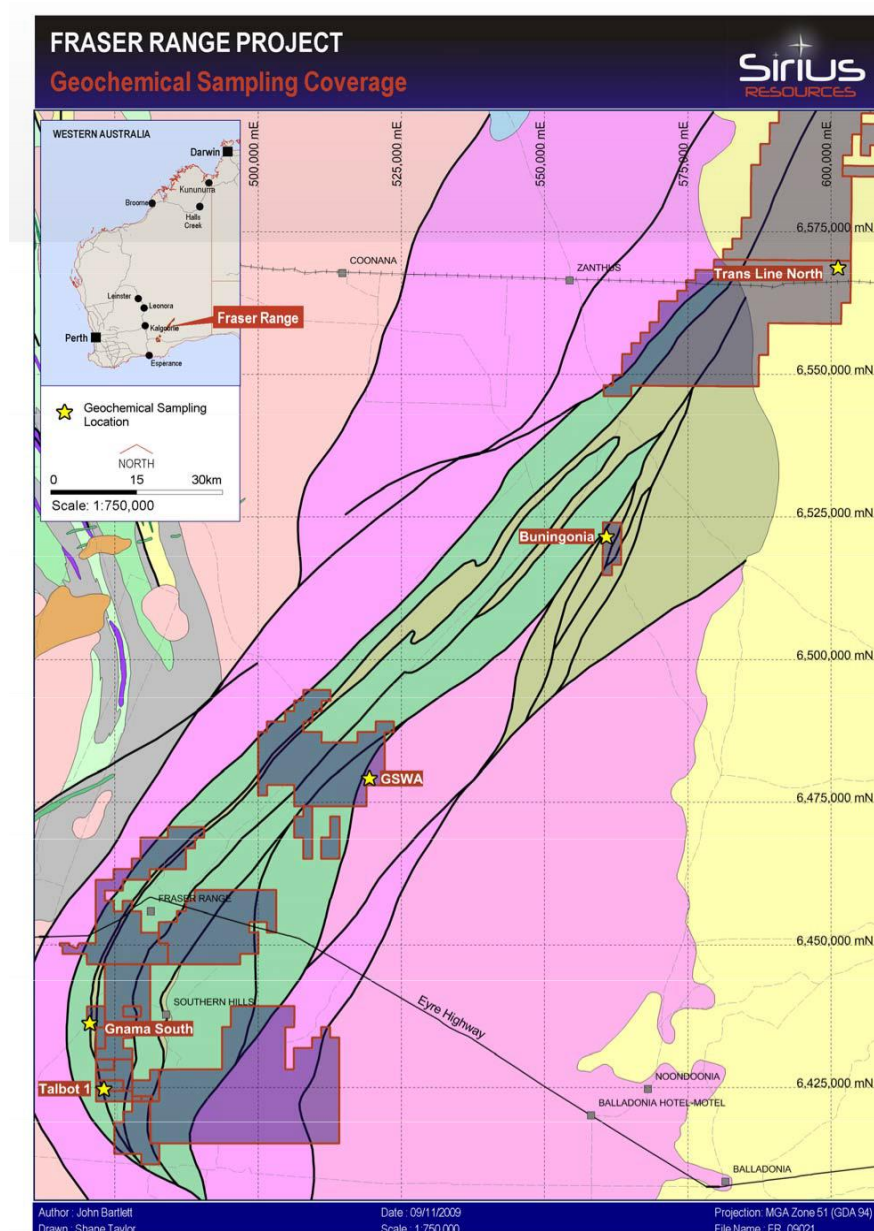 FRASER RANGE PROJECT
Geochemical Sampling Coverage
Sirius
RESOURCES
WESTERN AUSTRALIA
Darwin
Kununurra
Broome
Halls
Creek
Leinster
Leonora
Kalgoorlie
Perth
Esperance
Fraser Range
Geochemical Sampling
Location
NORTH
0 15 30km
Scale: 1:750,000
500,000 mE
525,000 mE
550,000 mE
575,000 mE
600,000 mE
6,575,000 mN
COONANA
ZANTHUS
Trans Line North
6,550,000 mN
6,525,000 mN
Buningonia
6,500,000 mN
GSWA
6,475,000 mN
FRASER RANGE
6,450,000 mN
SOUTHERN HILLS
Gnama South
Eyre Highway
Talbot 1
6,425,000 mN
NOONDOONIA
BALLADONIA HOTEL-MOTEL
BALLADONIA
Author : John Bartlett Date : 09/11/2009 Projection: MGA Zone 51 (GDA 94)
Drawn : Shane Taylor Scale : 1:750,000 File Name : FR_09021